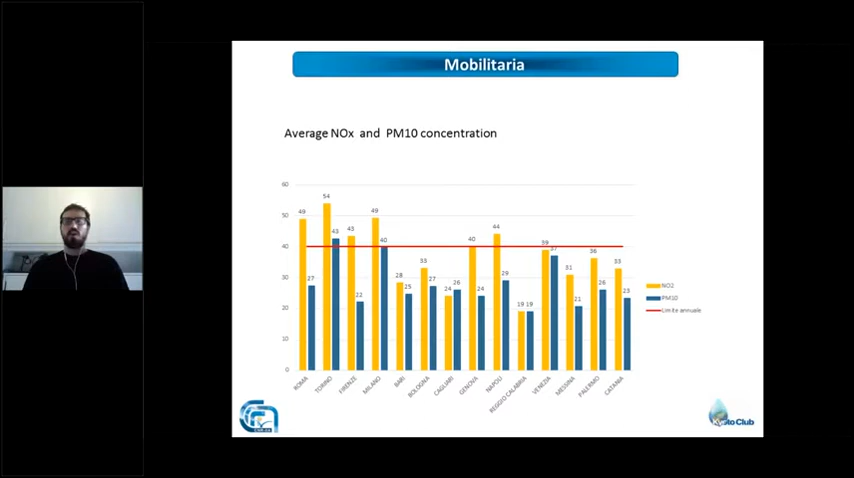 Mobilitaria
Average NOx and PM10 concentration
60
50
40
30
20
10
0
49 27
54 43
43 22
49 40
28 25
33 27
24 26
40 24
44 29
19 19
39 37
31 21
36 26
33 23
ROMA
TORINO
FIRENZE
MILANO
BARI
BOLOGNA
CAGLIARI
GENOVA
NAPOLI
REGGIO CALABRIA
VENEZIA
MESSINA
PALERMO
CATANIA
NO2
PM10
Limite annuale
Kyoto Club